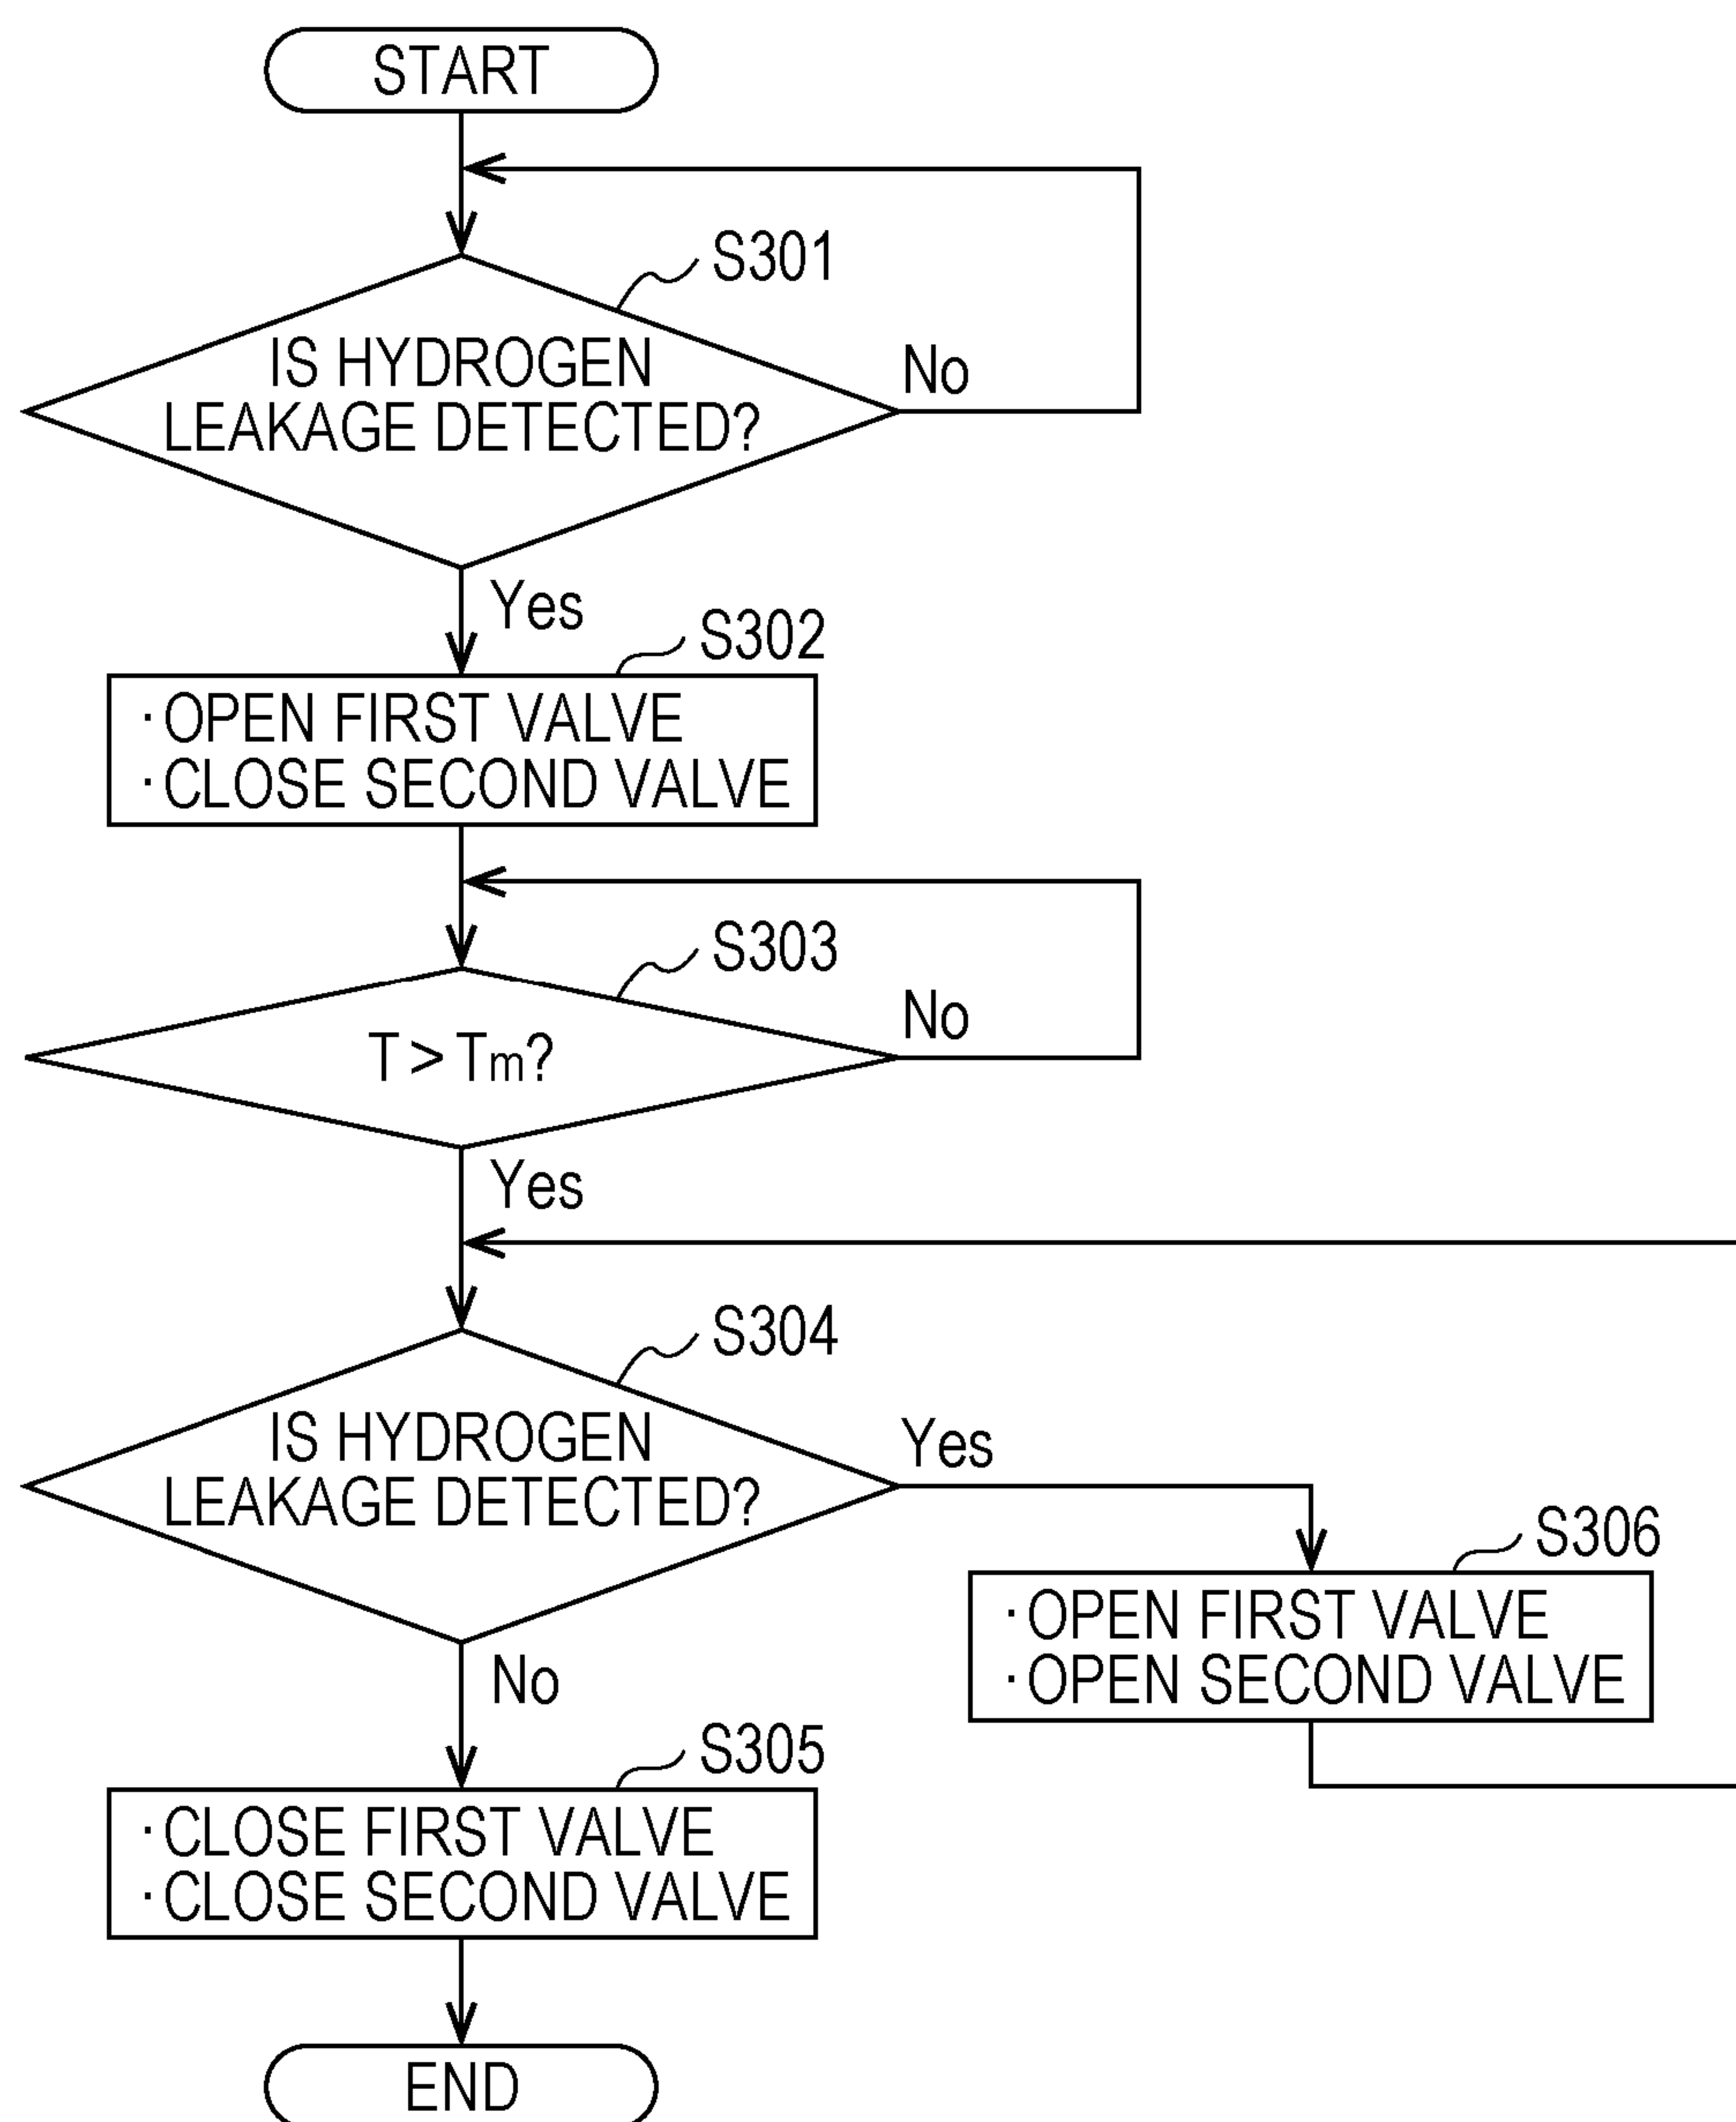 START
S301
IS HYDROGEN
LEAKAGE DETECTED?
No
Yes
S302
·OPEN FIRST VALVE
·CLOSE SECOND VALVE
S303
T > Tm?
No
Yes
S304
IS HYDROGEN
LEAKAGE DETECTED?
Yes
S306
·OPEN FIRST VALVE
·OPEN SECOND VALVE
No
S305
·CLOSE FIRST VALVE
·CLOSE SECOND VALVE
END